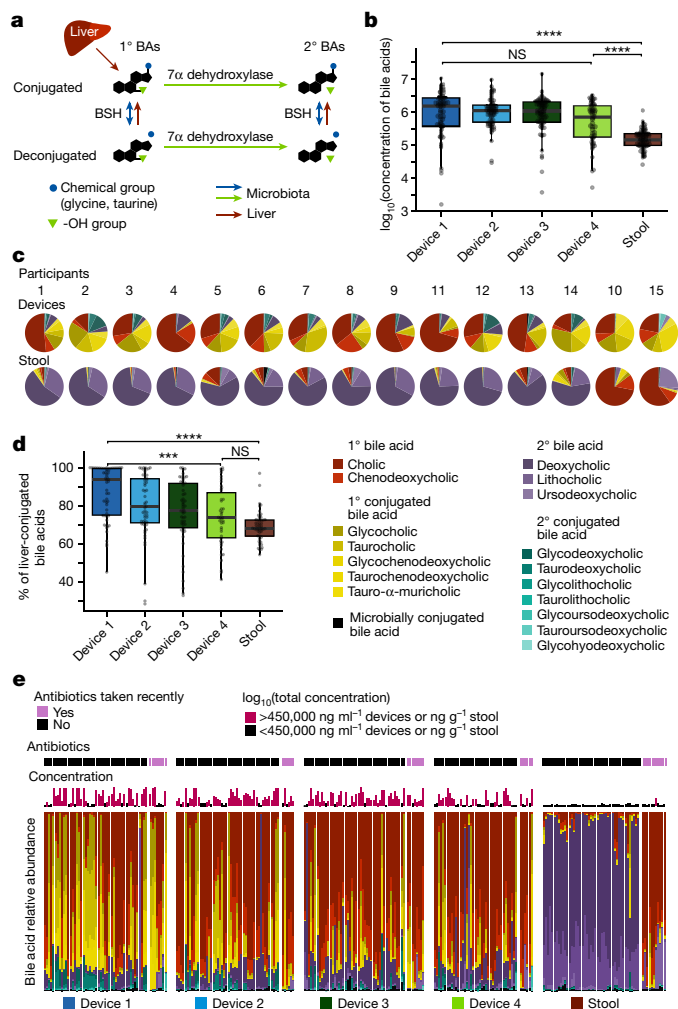 a
Liver
1° BAs
2° BAs
Conjugated
7α dehydroxylase
BSH
BSH
7α dehydroxylase
Deconjugated
Chemical group
(glycine, taurine)
-OH group
Microbiota
Liver
b
****
NS
****
log10(concentration of bile acids)
7
6
5
4
3
Device 1
Device 2
Device 3
Device 4
Stool
c
Participants
1 2 3 4 5 6 7 8 9 11 12 13 14 10 15
Devices
Stool
d
****
***
NS
% of liver-conjugated
bile acids
100
80
60
40
Device 1
Device 2
Device 3
Device 4
Stool
1° bile acid
Cholic
Chenodeoxycholic
1° conjugated
bile acid
Glycocholic
Taurocholic
Glycochenodeoxycholic
Taurochenodeoxycholic
Tauro-α-muricholic
Microbially conjugated
bile acid
2° bile acid
Deoxycholic
Lithocholic
Ursodeoxycholic
2° conjugated
bile acid
Glycodeoxycholic
Taurodeoxycholic
Glycolithocholic
Taurolithocholic
Glycoursodeoxycholic
Tauroursodeoxycholic
Glycohyodeoxycholic
e
Antibiotics taken recently
Yes
No
log10(total concentration)
>450,000 ng ml−1 devices or ng g−1 stool
<450,000 ng ml−1 devices or ng g−1 stool
Antibiotics
Concentration
Bile acid relative abundance
Device 1
Device 2
Device 3
Device 4
Stool